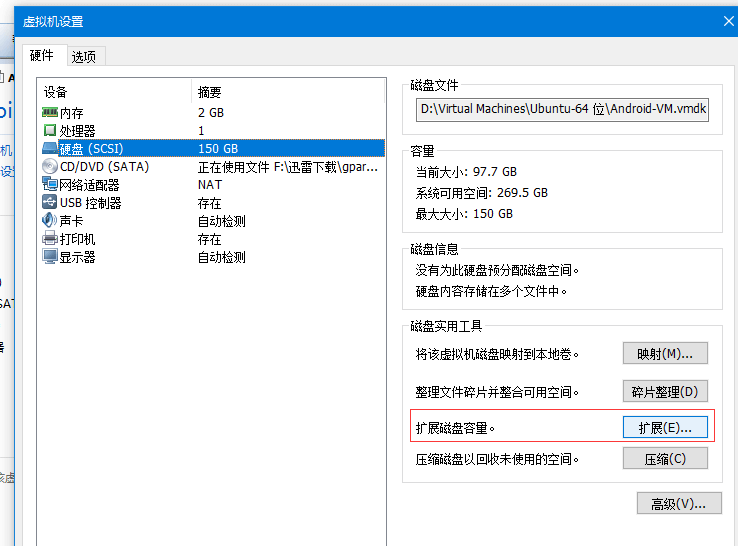 虚拟机设置
硬件 选项
设备 摘要
内存 2 GB
处理器 1
硬盘 (SCSI) 150 GB
CD/DVD (SATA) 正在使用文件 F:\迅雷下载\gpar...
网络适配器 NAT
USB 控制器 存在
声卡 自动检测
打印机 存在
显示器 自动检测
磁盘文件
D:\Virtual Machines\Ubuntu-64 位\Android-VM.vmdk
容量
当前大小: 97.7 GB
系统可用空间: 269.5 GB
最大大小: 150 GB
磁盘信息
没有为此硬盘预分配磁盘空间。
硬盘内容存储在多个文件中。
磁盘实用工具
将该虚拟机磁盘映射到本地卷。 映射(M)...
整理文件碎片并整合可用空间。 碎片整理(D)
扩展磁盘容量。 扩展(E)...
压缩磁盘以回收未使用的空间。 压缩(C)
高级(V)...